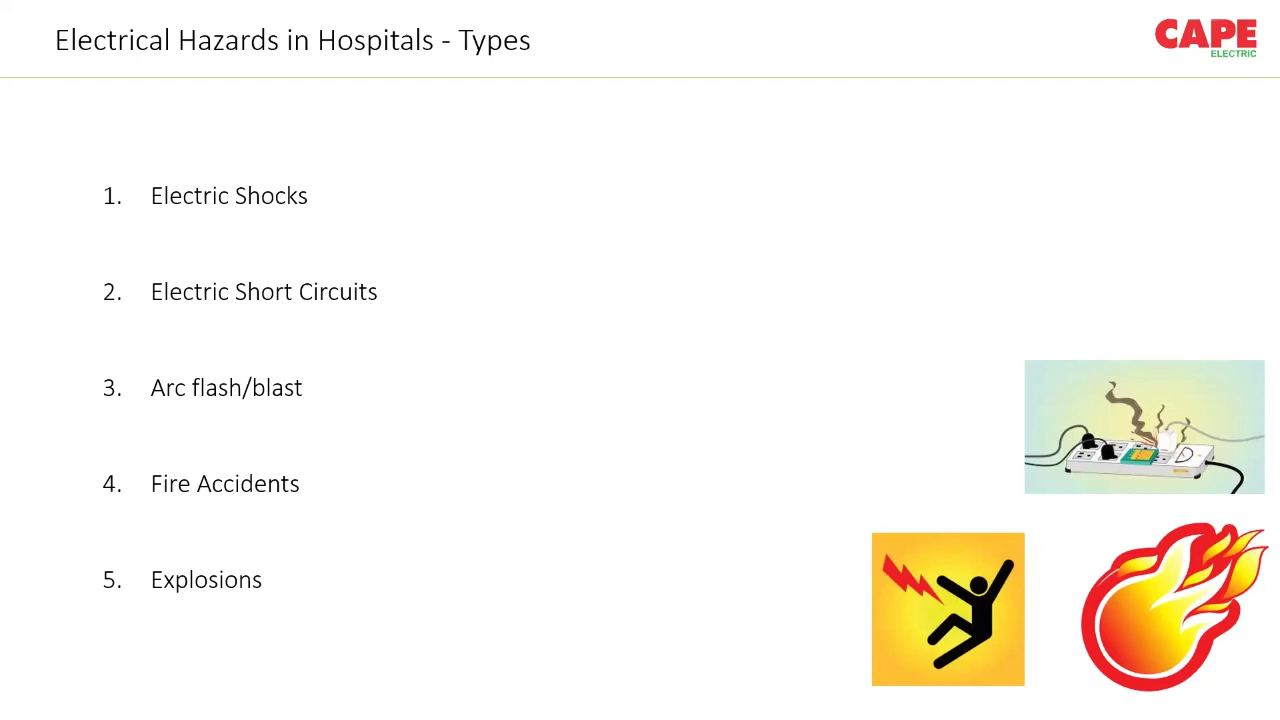 Electrical Hazards in Hospitals - Types
CAPE
ELECTRIC
1. Electric Shocks
2. Electric Short Circuits
3. Arc flash/blast
4. Fire Accidents
5. Explosions